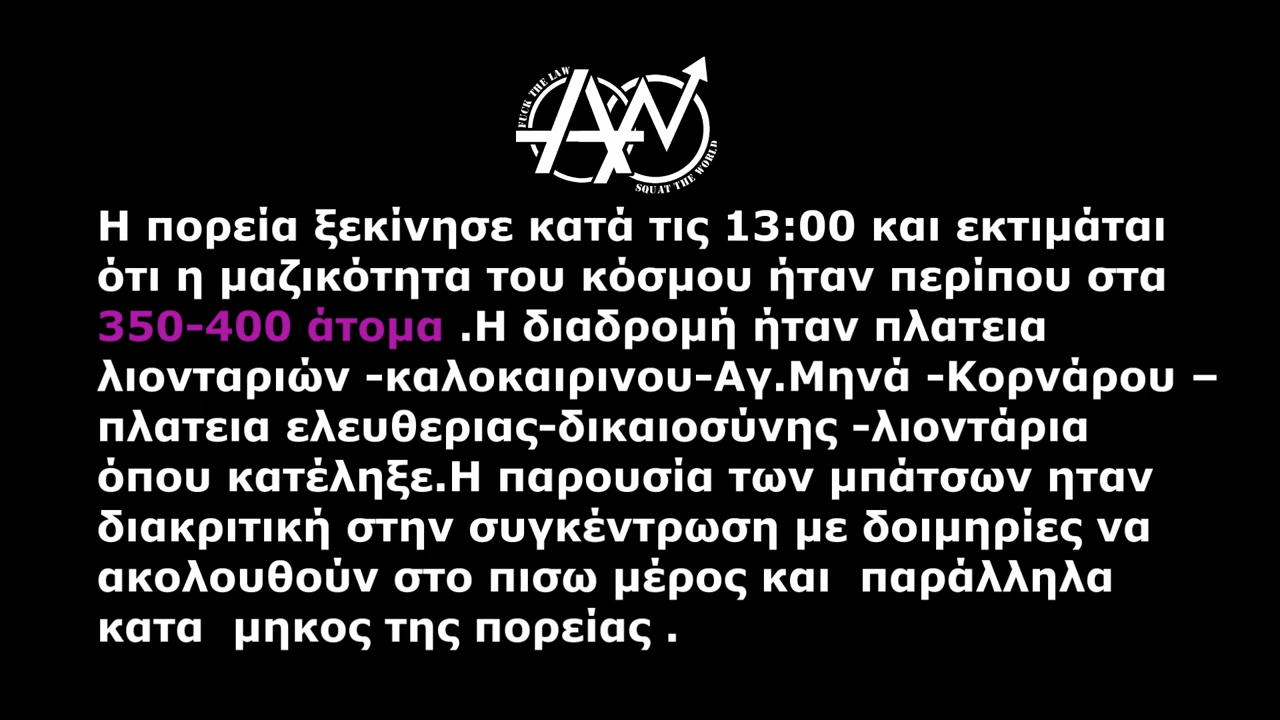 FUCK THE LAW
SQUAT THE WORLD
Η πορεία ξεκίνησε κατά τις 13:00 και εκτιμάται
ότι η μαζικότητα του κόσμου ήταν περίπου στα
350-400 άτομα .Η διαδρομή ήταν πλατεια
λιονταριών -καλοκαιρινου-Αγ.Μηνά -Κορνάρου –
πλατεια ελευθεριας-δικαιοσύνης -λιοντάρια
όπου κατέληξε.Η παρουσία των μπάτσων ηταν
διακριτική στην συγκέντρωση με δοιμηρίες να
ακολουθούν στο πισω μέρος και  παράλληλα
κατα  μηκος της πορείας .